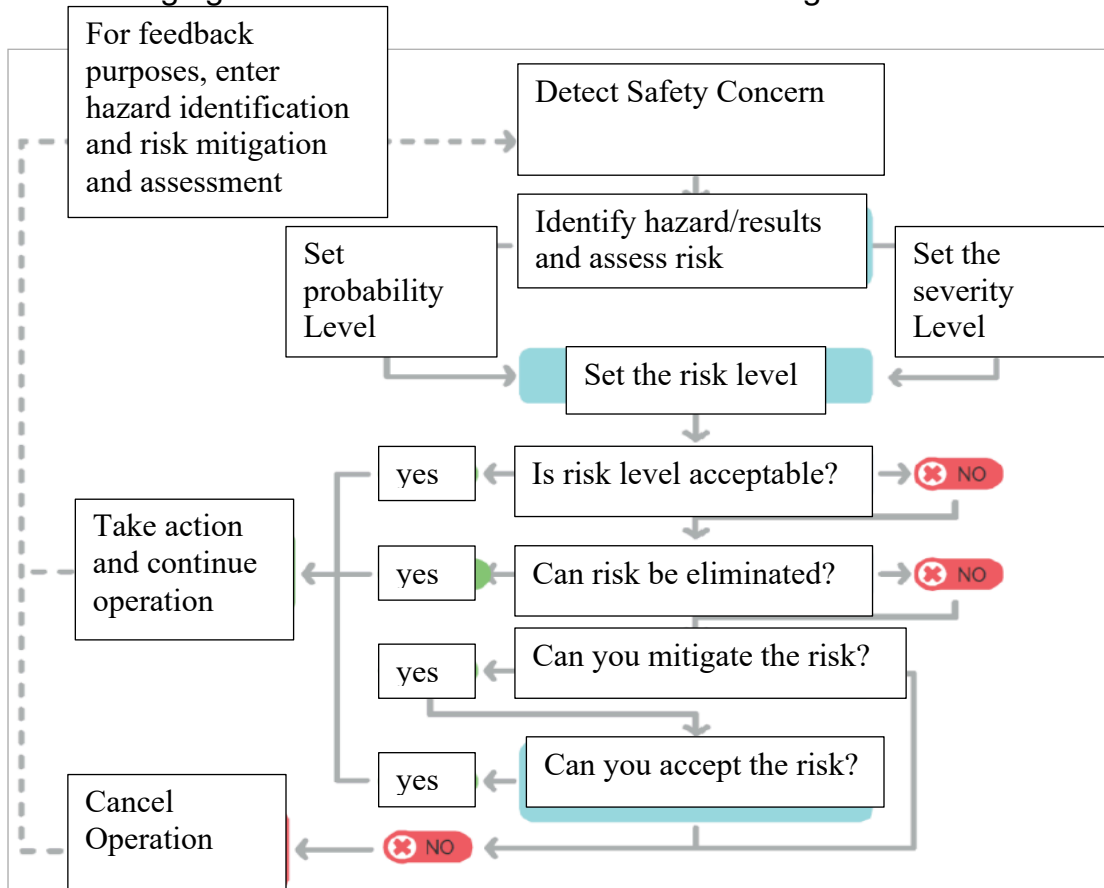 For feedback
purposes, enter
hazard identification
and risk mitigation
and assessment
Detect Safety Concern
Identify hazard/results
and assess risk
Set
probability
Level
Set the
severity
Level
Set the risk level
yes
Is risk level acceptable?
NO
Take action
and continue
operation
yes
Can risk be eliminated?
NO
yes
Can you mitigate the risk?
yes
Can you accept the risk?
Cancel
Operation
NO